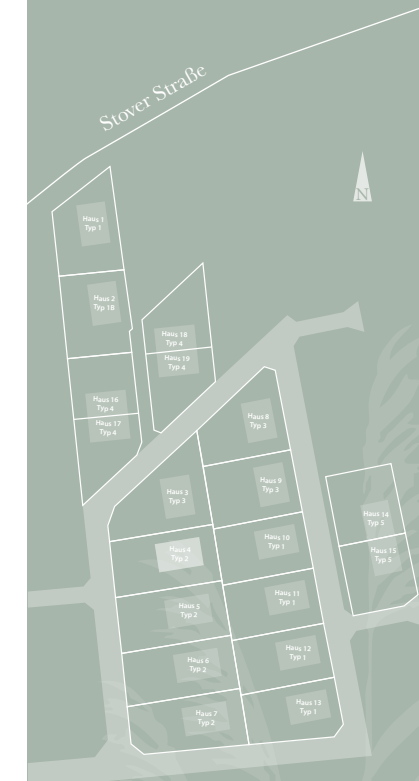 Stover Straße
N
Haus 1
Typ 1
Haus 2
Typ 1B
Haus 18
Typ 4
Haus 19
Typ 4
Haus 16
Typ 4
Haus 17
Typ 4
Haus 8
Typ 3
Haus 3
Typ 3
Haus 9
Typ 3
Haus 14
Typ 5
Haus 15
Typ 5
Haus 4
Typ 2
Haus 10
Typ 1
Haus 5
Typ 2
Haus 11
Typ 1
Haus 6
Typ 2
Haus 12
Typ 1
Haus 7
Typ 2
Haus 13
Typ 1